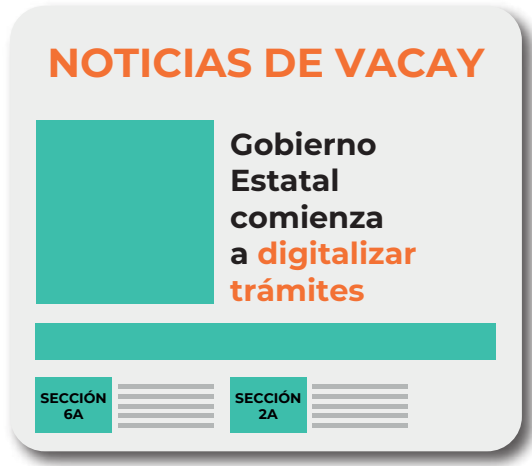 NOTICIAS DE VACAY
Gobierno
Estatal
comienza
a digitalizar
trámites
SECCIÓN
6A
SECCIÓN
2A